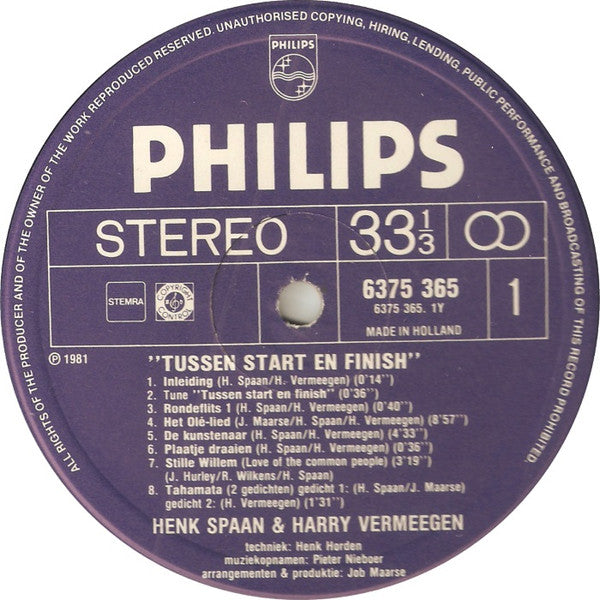 ALL RIGHTS OF THE PRODUCER AND OF THE OWNER OF THE WORK REPRODUCED RESERVED. UNAUTHORISED COPYING, HIRING, LENDING, PUBLIC PERFORMANCE AND BROADCASTING OF THIS RECORD PROHIBITED.
PHILIPS
PHILIPS
STEREO 33 1/3
STEMRA
COPYRIGHT CONTROL
6375 365
6375 365. 1Y
MADE IN HOLLAND
1
Ⓟ 1981
"TUSSEN START EN FINISH"
1. Inleiding (H. Spaan/H. Vermeegen) (0'14'')
2. Tune "Tussen start en finish" (0'36'')
3. Rondeflits 1 (H. Spaan/H. Vermeegen) (0'40'')
4. Het Olé-lied (J. Maarse/H. Spaan/H. Vermeegen) (8'57'')
5. De kunstenaar (H. Spaan/H. Vermeegen) (4'33'')
6. Plaatje draaien (H. Spaan/H. Vermeegen) (0'36'')
7. Stille Willem (Love of the common people) (3'19'')
(J. Hurley/R. Wilkens/H. Spaan)
8. Tahamata (2 gedichten) gedicht 1: (H. Spaan/J. Maarse)
gedicht 2: (H. Vermeegen) (1'31'')
HENK SPAAN & HARRY VERMEEGEN
techniek: Henk Horden
muziekopnamen: Pieter Nieboer
arrangementen & produktie: Job Maarse